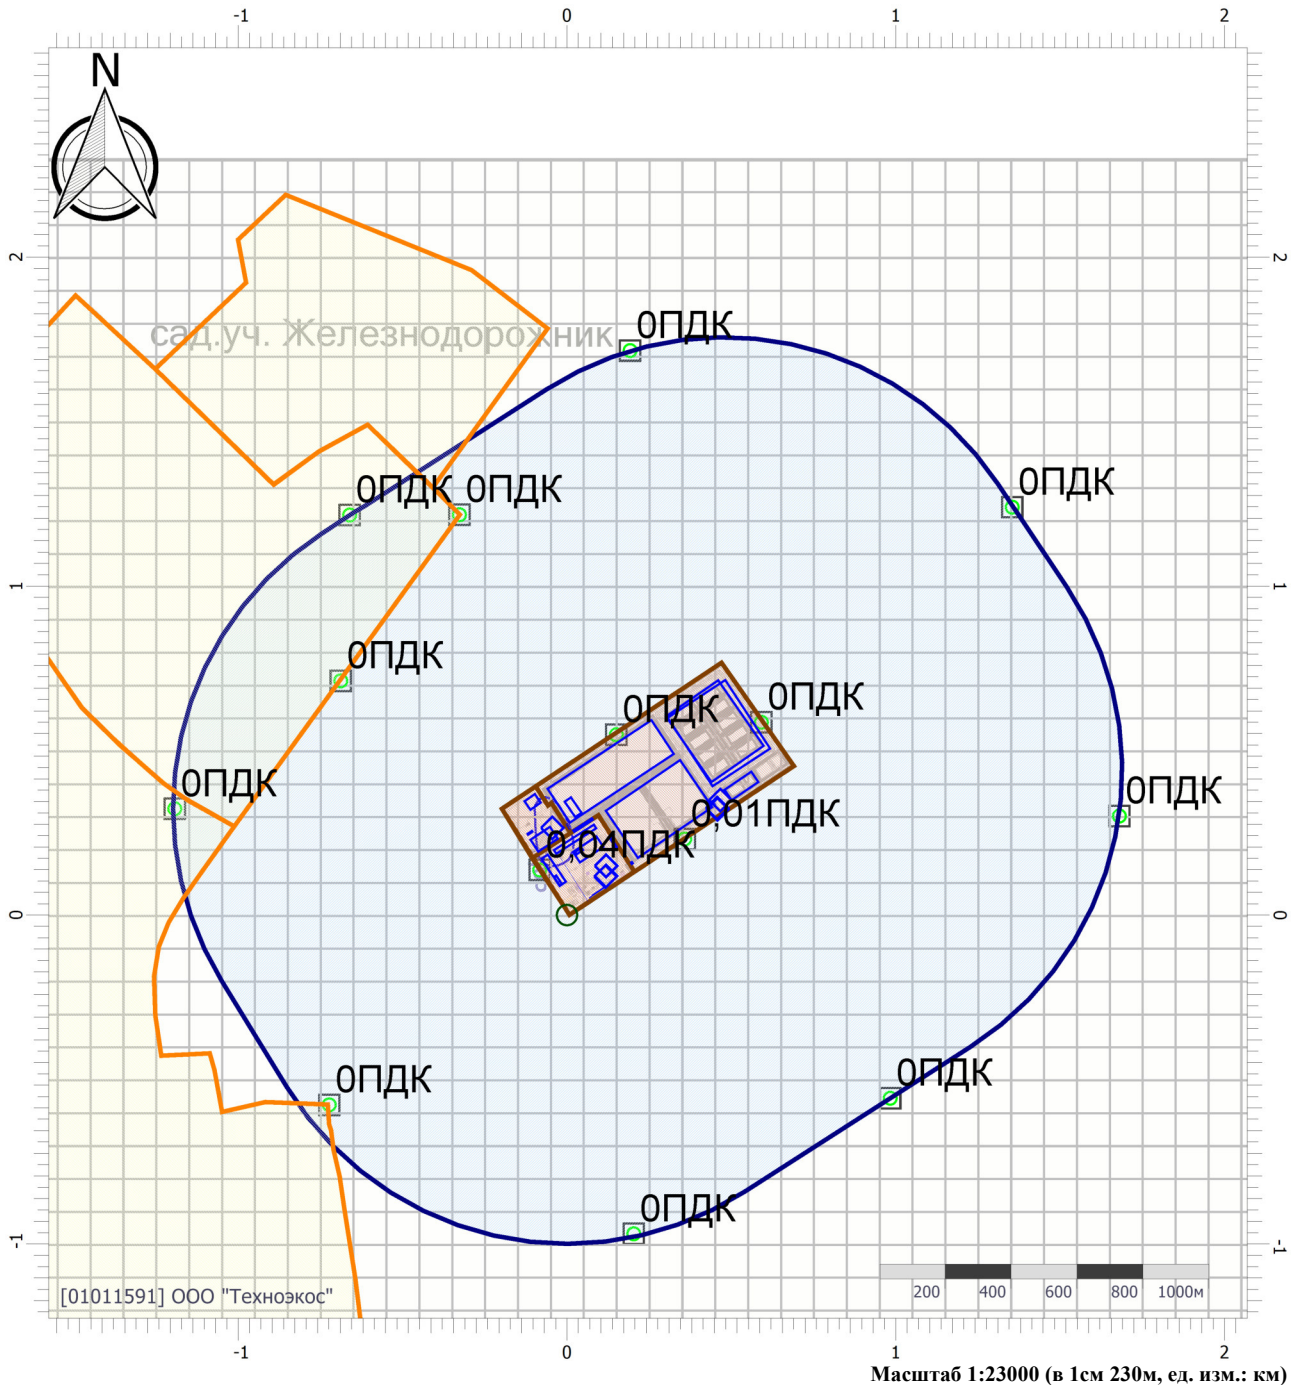 -1 0 1 2
N
2 2
сад.уч. Железнодорожник
0ПДК
0ПДК
0ПДК 0ПДК
1 1
0ПДК
0ПДК 0ПДК
0ПДК 0ПДК
0,01ПДК
0,04ПДК
0 0
0ПДК
0ПДК
0ПДК
-1 -1
200 400 600 800 1000м
[01011591] ООО "Техноэкос"
-1 0 1 2
Масштаб 1:23000 (в 1см 230м, ед. изм.: км)